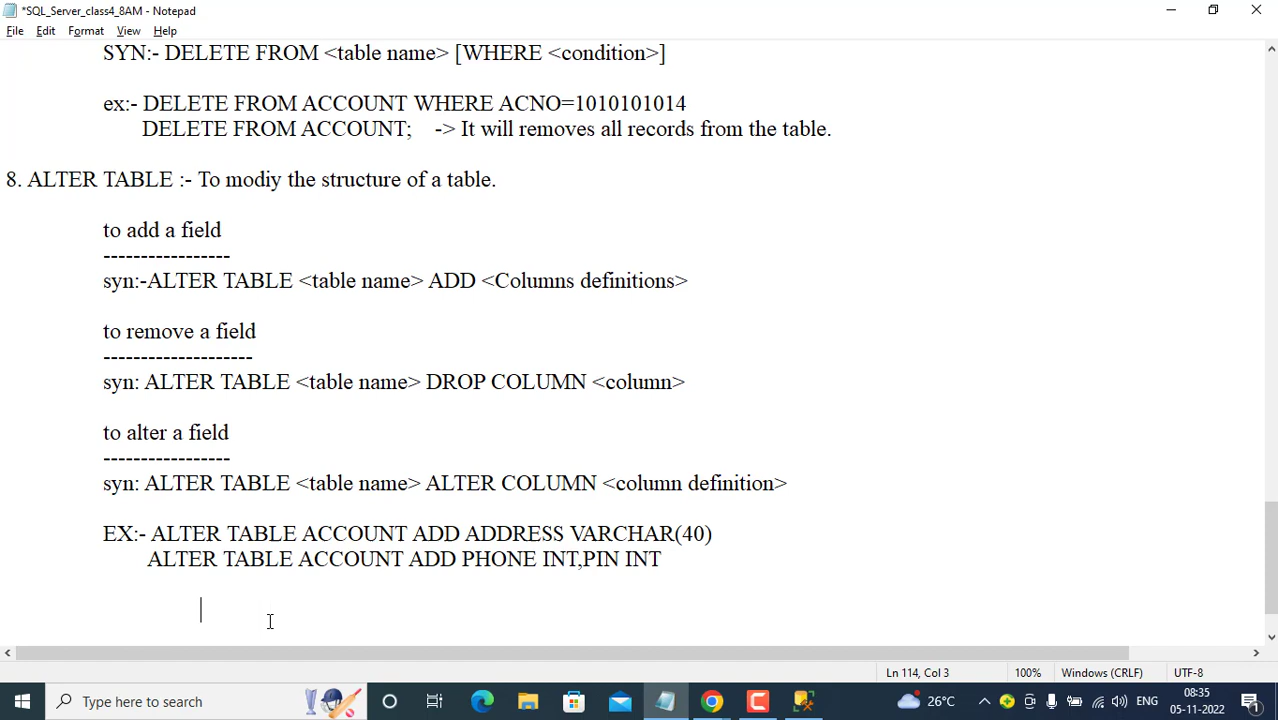 *SQL_Server_class4_8AM - Notepad
File Edit Format View Help
SYN:- DELETE FROM <table name> [WHERE <condition>]
ex:- DELETE FROM ACCOUNT WHERE ACNO=1010101014
DELETE FROM ACCOUNT; -> It will removes all records from the table.
8. ALTER TABLE :- To modiy the structure of a table.
to add a field
-----------------
syn:-ALTER TABLE <table name> ADD <Columns definitions>
to remove a field
--------------------
syn: ALTER TABLE <table name> DROP COLUMN <column>
to alter a field
-----------------
syn: ALTER TABLE <table name> ALTER COLUMN <column definition>
EX:- ALTER TABLE ACCOUNT ADD ADDRESS VARCHAR(40)
ALTER TABLE ACCOUNT ADD PHONE INT,PIN INT
Ln 114, Col 3 100% Windows (CRLF) UTF-8
Type here to search 26°C ENG 08:35 05-11-2022 1